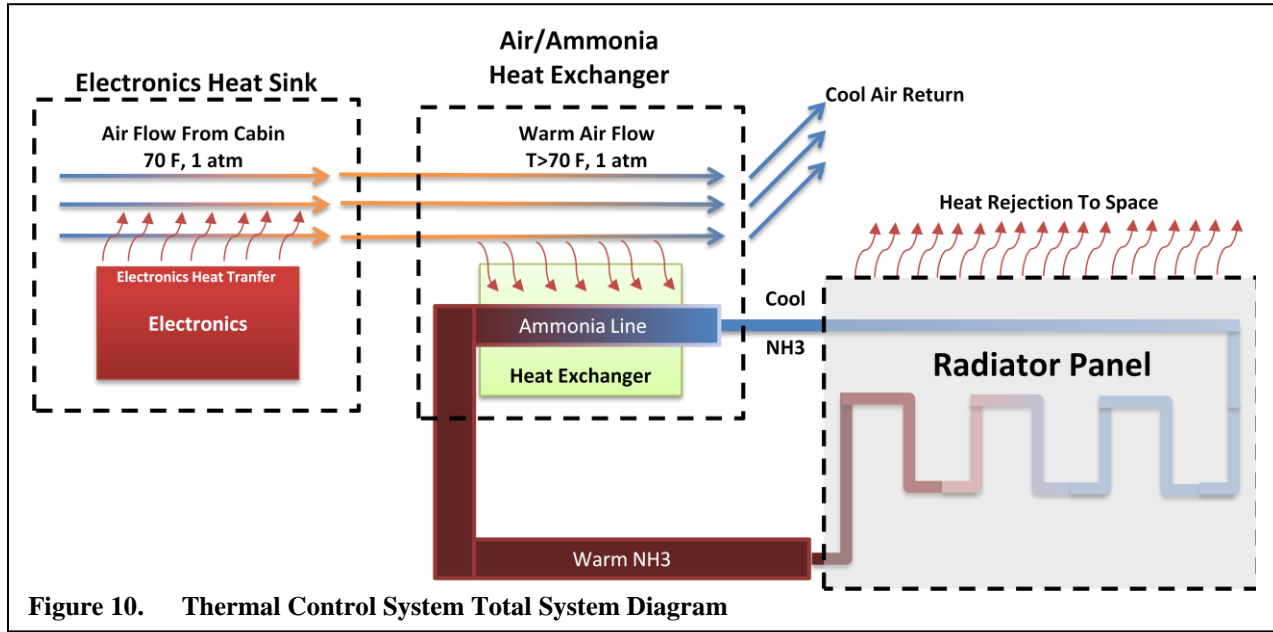 Electronics Heat Sink
Air Flow From Cabin
70 F, 1 atm
Electronics Heat Tranfer
Electronics
Air/Ammonia
Heat Exchanger
Warm Air Flow
T>70 F, 1 atm
Ammonia Line
Heat Exchanger
Cool Air Return
Cool
NH3
Heat Rejection To Space
Radiator Panel
Warm NH3
Figure 10. Thermal Control System Total System Diagram